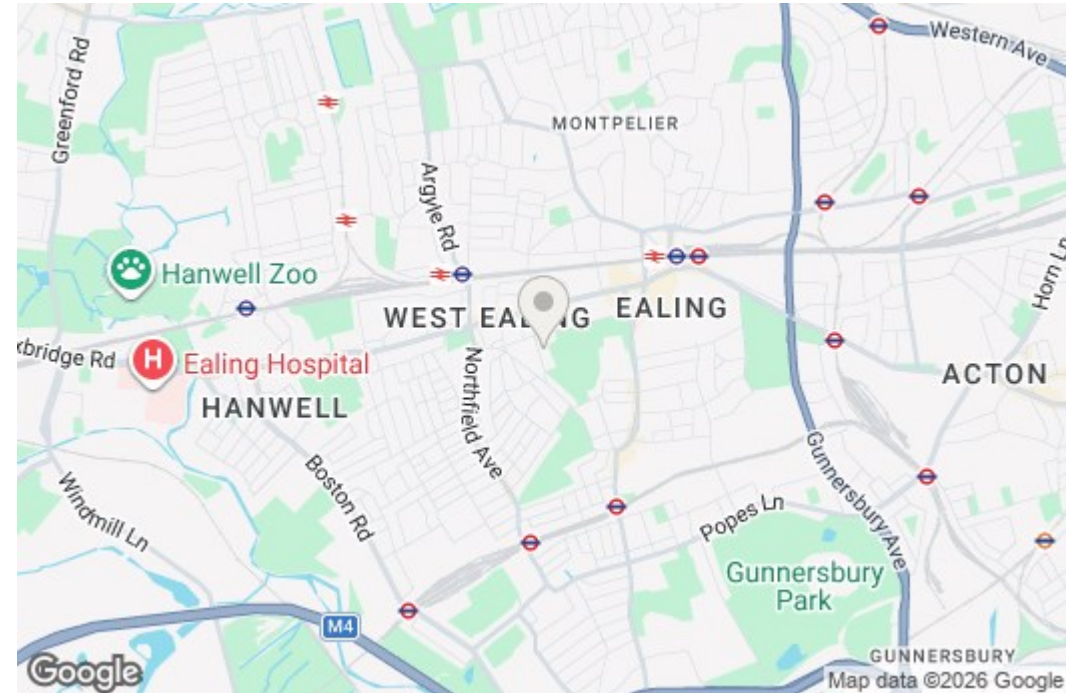 Western Ave
Greenford Rd
MONTPELIER
Argyle Rd
Hanwell Zoo
Horn Ln
WEST EALING
EALING
xbridge Rd
Ealing Hospital
ACTON
HANWELL
Northfield Ave
Boston Rd
Gunnersbury Ave
Windmill Ln
Popes Ln
Gunnersbury
Park
M4
GUNNERSBURY
Google
Map data ©2026 Google